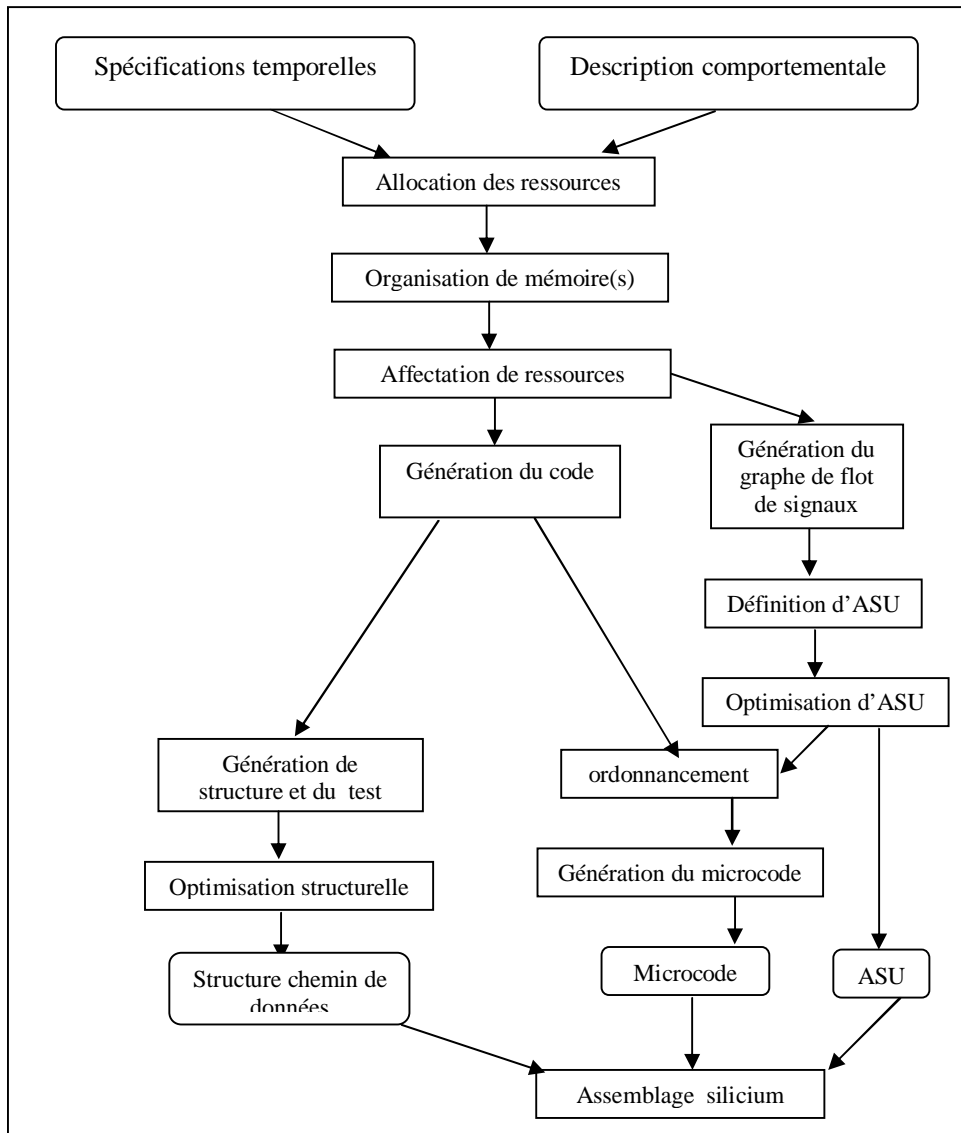 Spécifications temporelles
Description comportementale
Allocation des ressources
Organisation de mémoire(s)
Affectation de ressources
Génération du code
Génération du
graphe de flot
de signaux
Définition d’ASU
Optimisation d’ASU
Génération de
structure et du test
ordonnancement
Optimisation structurelle
Génération du microcode
Structure chemin de
données
Microcode
ASU
Assemblage silicium